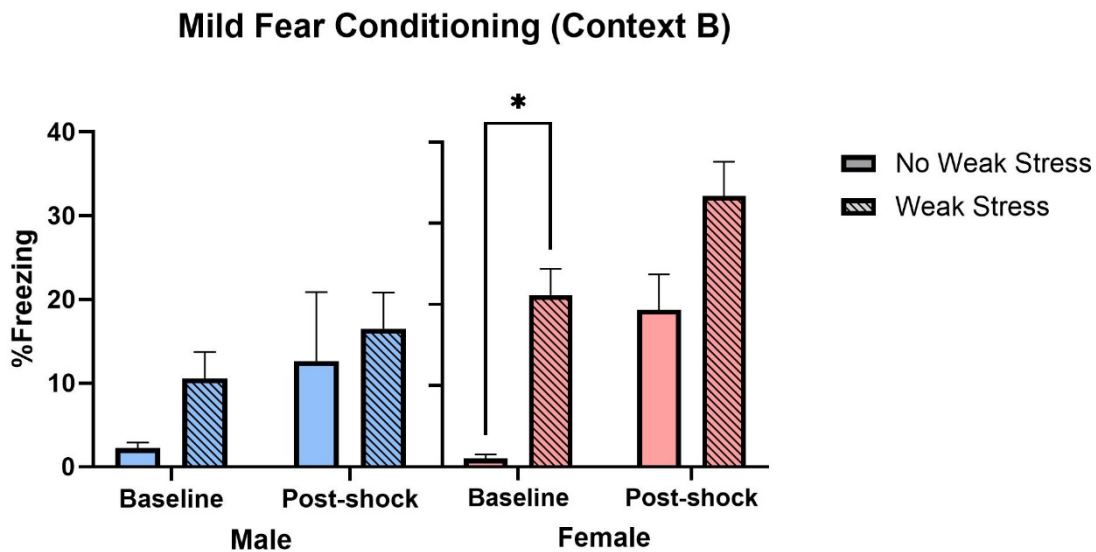 Mild Fear Conditioning (Context B)
*
40
30
20
10
0
%Freezing
No Weak Stress
Weak Stress
Baseline Post-shock Baseline Post-shock
Male Female